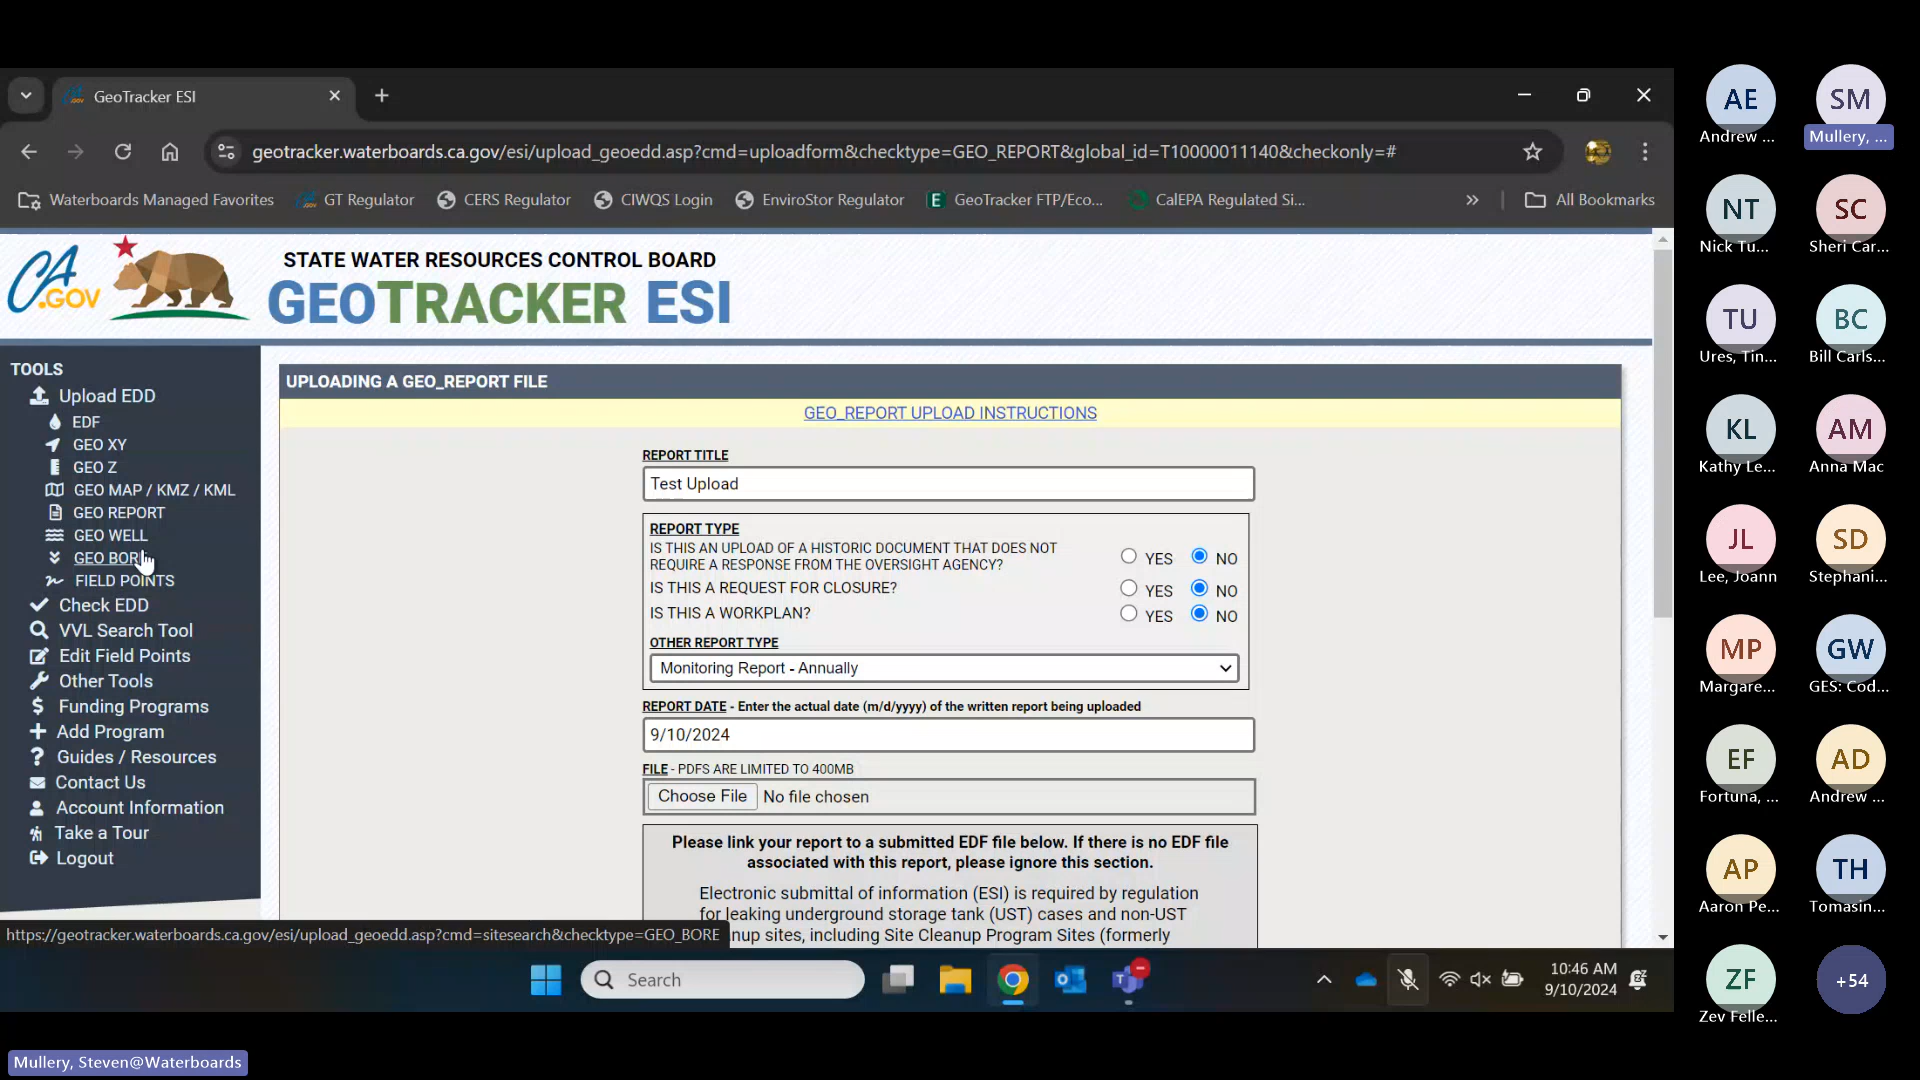 GeoTracker ESI
geotracker.waterboards.ca.gov/esi/upload_geoedd.asp?cmd=uploadform&checktype=GEO_REPORT&global_id=T10000011140&checkonly=#
Waterboards Managed Favorites
GT Regulator
CERS Regulator
CIWQS Login
EnviroStor Regulator
E
GeoTracker FTP/Eco...
CalEPA Regulated Si...
»
All Bookmarks
CA
.GOV
STATE WATER RESOURCES CONTROL BOARD
GEOTRACKER ESI
TOOLS
Upload EDD
EDF
GEO XY
GEO Z
GEO MAP / KMZ / KML
GEO REPORT
GEO WELL
GEO BORE
FIELD POINTS
Check EDD
VVL Search Tool
Edit Field Points
Other Tools
$ Funding Programs
Add Program
? Guides / Resources
Contact Us
Account Information
Take a Tour
Logout
UPLOADING A GEO_REPORT FILE
GEO_REPORT UPLOAD INSTRUCTIONS
REPORT TITLE
Test Upload
REPORT TYPE
IS THIS AN UPLOAD OF A HISTORIC DOCUMENT THAT DOES NOT
REQUIRE A RESPONSE FROM THE OVERSIGHT AGENCY?
YES NO
IS THIS A REQUEST FOR CLOSURE?
YES NO
IS THIS A WORKPLAN?
YES NO
OTHER REPORT TYPE
Monitoring Report - Annually
REPORT DATE - Enter the actual date (m/d/yyyy) of the written report being uploaded
9/10/2024
FILE - PDFS ARE LIMITED TO 400MB
Choose File No file chosen
Please link your report to a submitted EDF file below. If there is no EDF file
associated with this report, please ignore this section.
Electronic submittal of information (ESI) is required by regulation
for leaking underground storage tank (UST) cases and non-UST
nup sites, including Site Cleanup Program Sites (formerly
https://geotracker.waterboards.ca.gov/esi/upload_geoedd.asp?cmd=sitesearch&checktype=GEO_BORE
Search
10:46 AM
9/10/2024
AE
Andrew ...
SM
Mullery, ...
NT
Nick Tu...
SC
Sheri Car...
TU
Ures, Tin...
BC
Bill Carls...
KL
Kathy Le...
AM
Anna Mac
JL
Lee, Joann
SD
Stephani...
MP
Margare...
GW
GES: Cod...
EF
Fortuna, ...
AD
Andrew ...
AP
Aaron Pe...
TH
Tomasin...
ZF
Zev Felle...
+54
Mullery, Steven@Waterboards